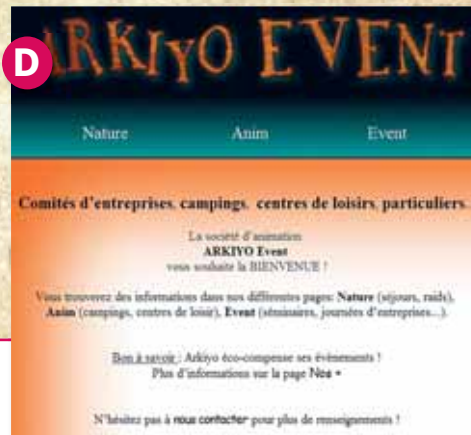 D
ARKIYO EVENT
Nature Anim Event
Comités d'entreprises, campings, centres de loisirs, particuliers.
La société d'animation
ARKIYO Event
vous souhaite la BIENVENUE !
Vous trouverez des informations dans nos différentes pages: Nature (séjours, raids),
Anim (campings, centres de loisir), Event (séminaires, journées d'entreprises...).
Bon à savoir : Arkiyo éco-compense ses évènements !
Plus d'informations sur la page Nos +
N'hésitez pas à nous contacter pour plus de renseignements !